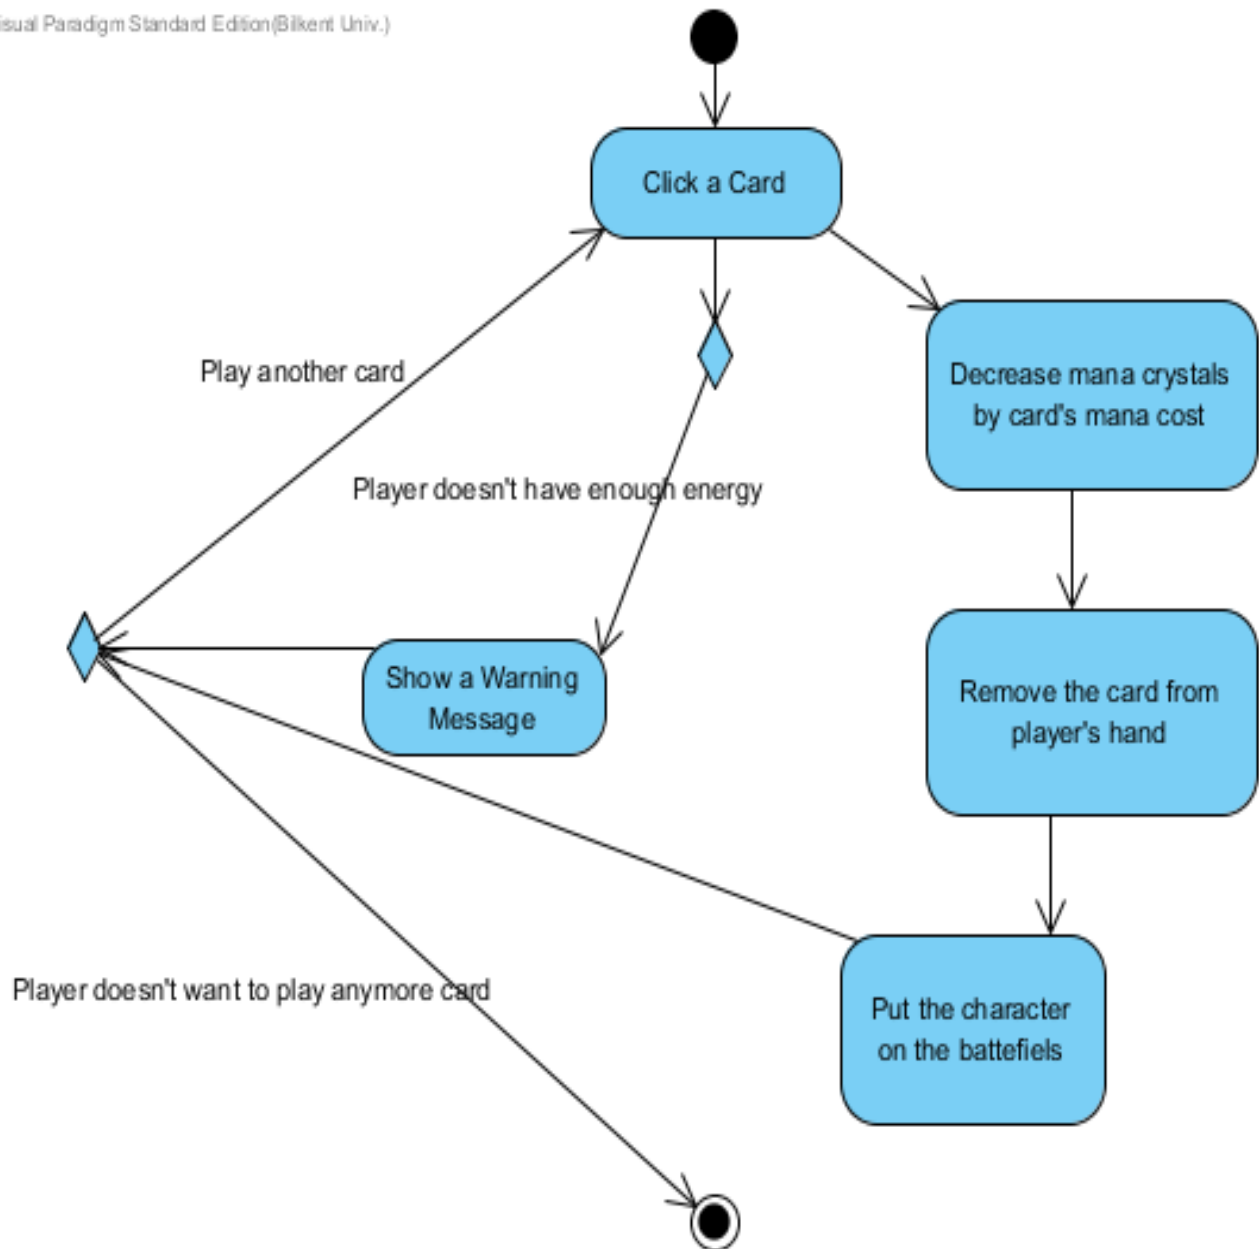 isual Paradigm Standard Edition(Bilkent Univ.)
Click a Card
Play another card
Decrease mana crystals
by card's mana cost
Player doesn't have enough energy
Show a Warning
Message
Remove the card from
player's hand
Player doesn't want to play anymore card
Put the character
on the battefiels